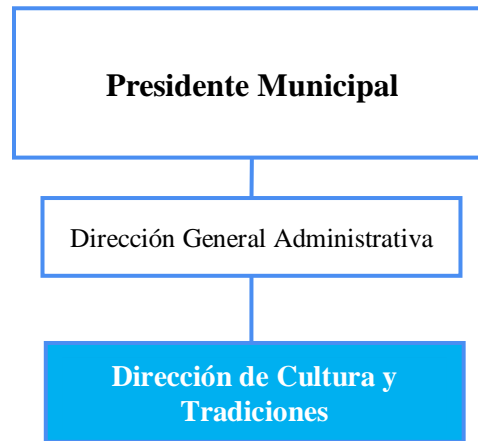 Presidente Municipal
Dirección General Administrativa
Dirección de Cultura y
Tradiciones